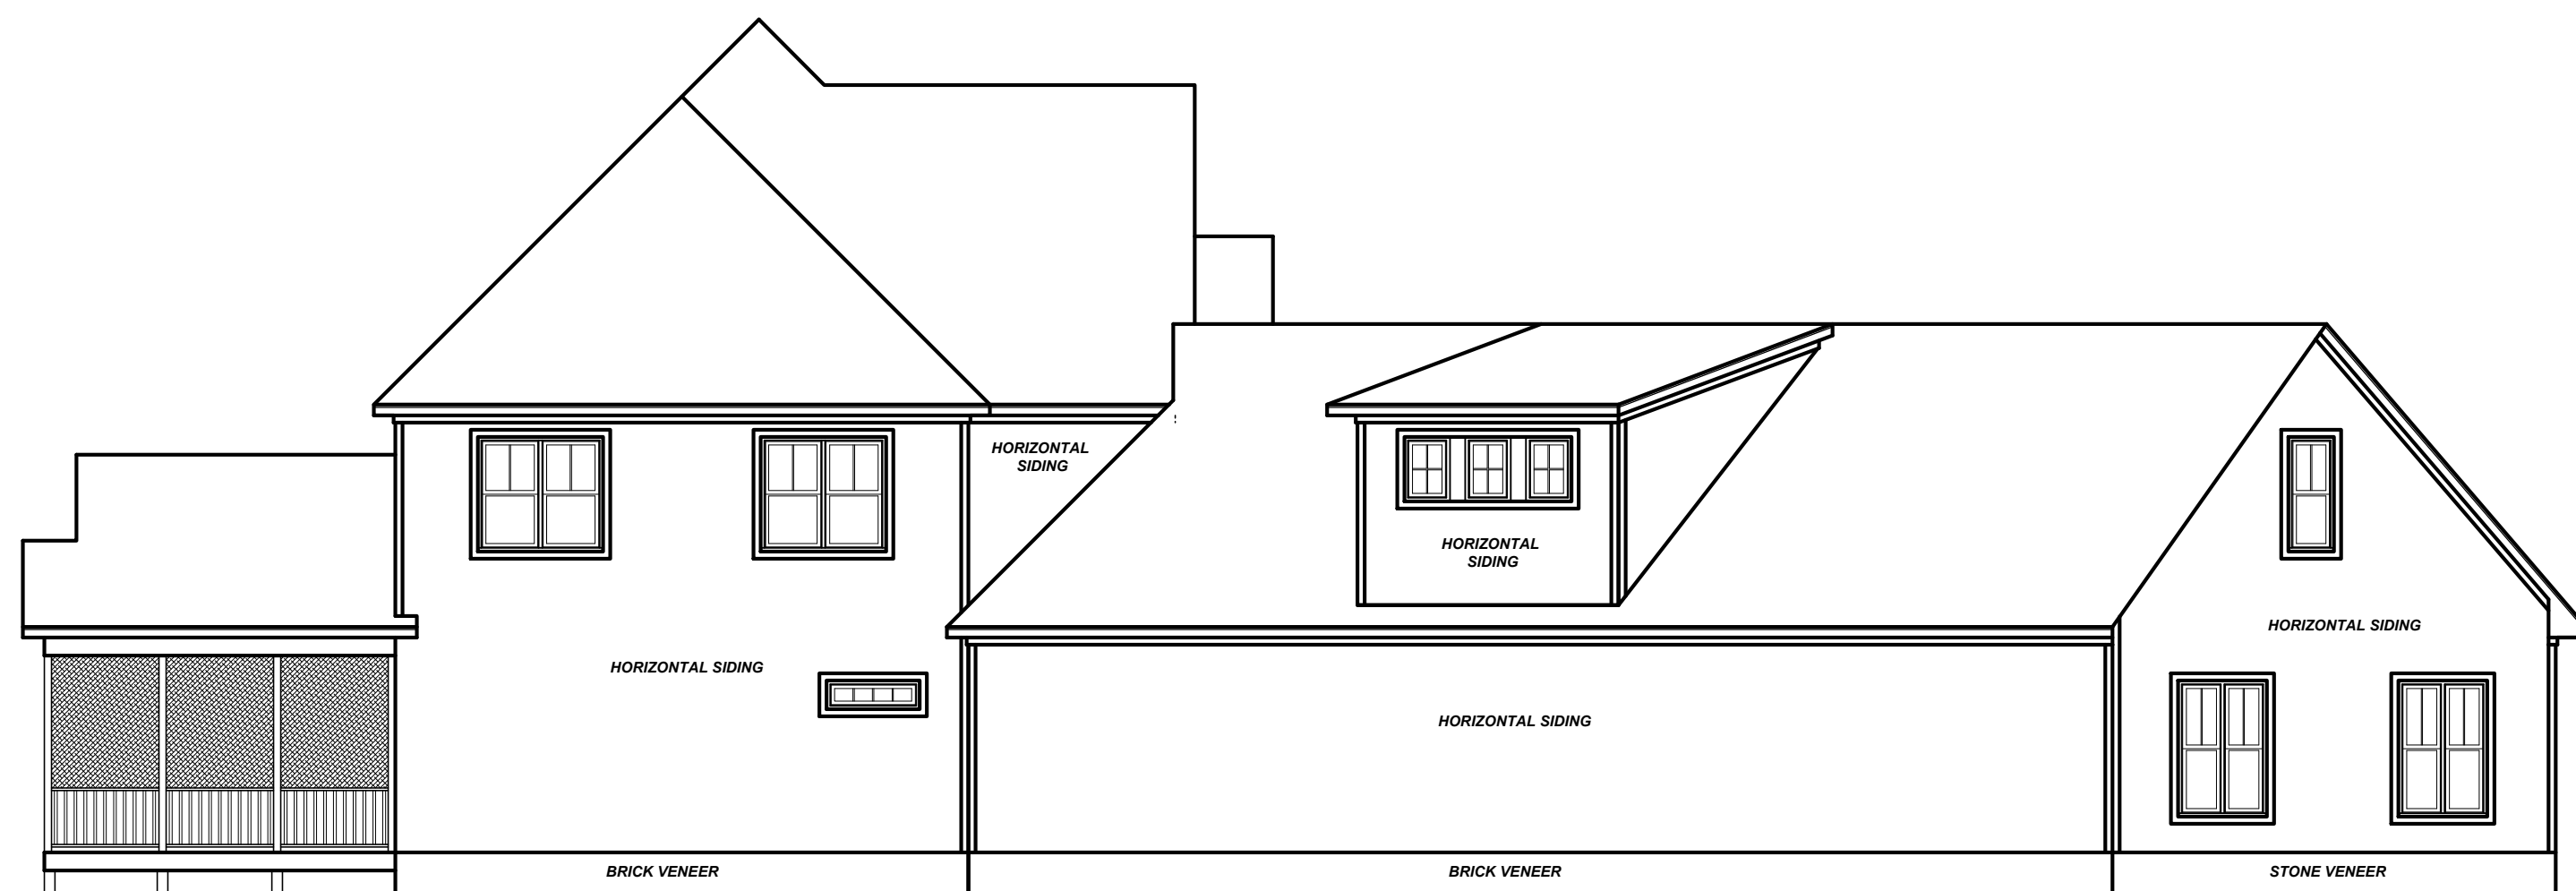 HORIZONTAL
SIDING
HORIZONTAL
SIDING
HORIZONTAL SIDING
HORIZONTAL SIDING
HORIZONTAL SIDING
BRICK VENEER
BRICK VENEER
STONE VENEER